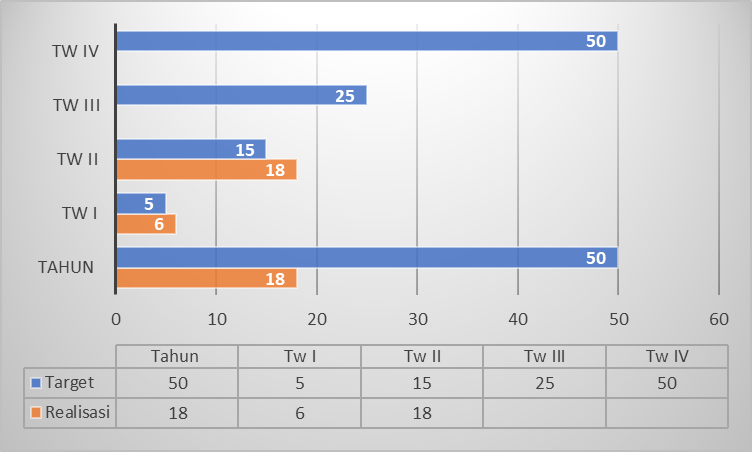 TW IV 50
TW III 25
TW II 15
18
TW I 5
6
TAHUN 50
18
0 10 20 30 40 50 60
Tahun Tw I Tw II Tw III Tw IV
Target 50 5 15 25 50
Realisasi 18 6 18